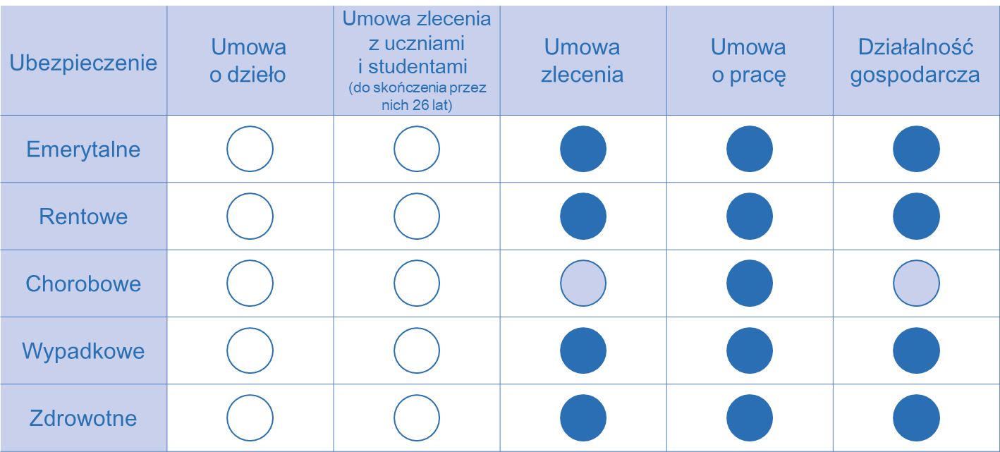 Ubezpieczenie
Umowa
o dzieło
Umowa zlecenia
z uczniami
i studentami
(do skończenia przez
nich 26 lat)
Umowa
zlecenia
Umowa
o pracę
Działalność
gospodarcza
Emerytalne
Rentowe
Chorobowe
Wypadkowe
Zdrowotne